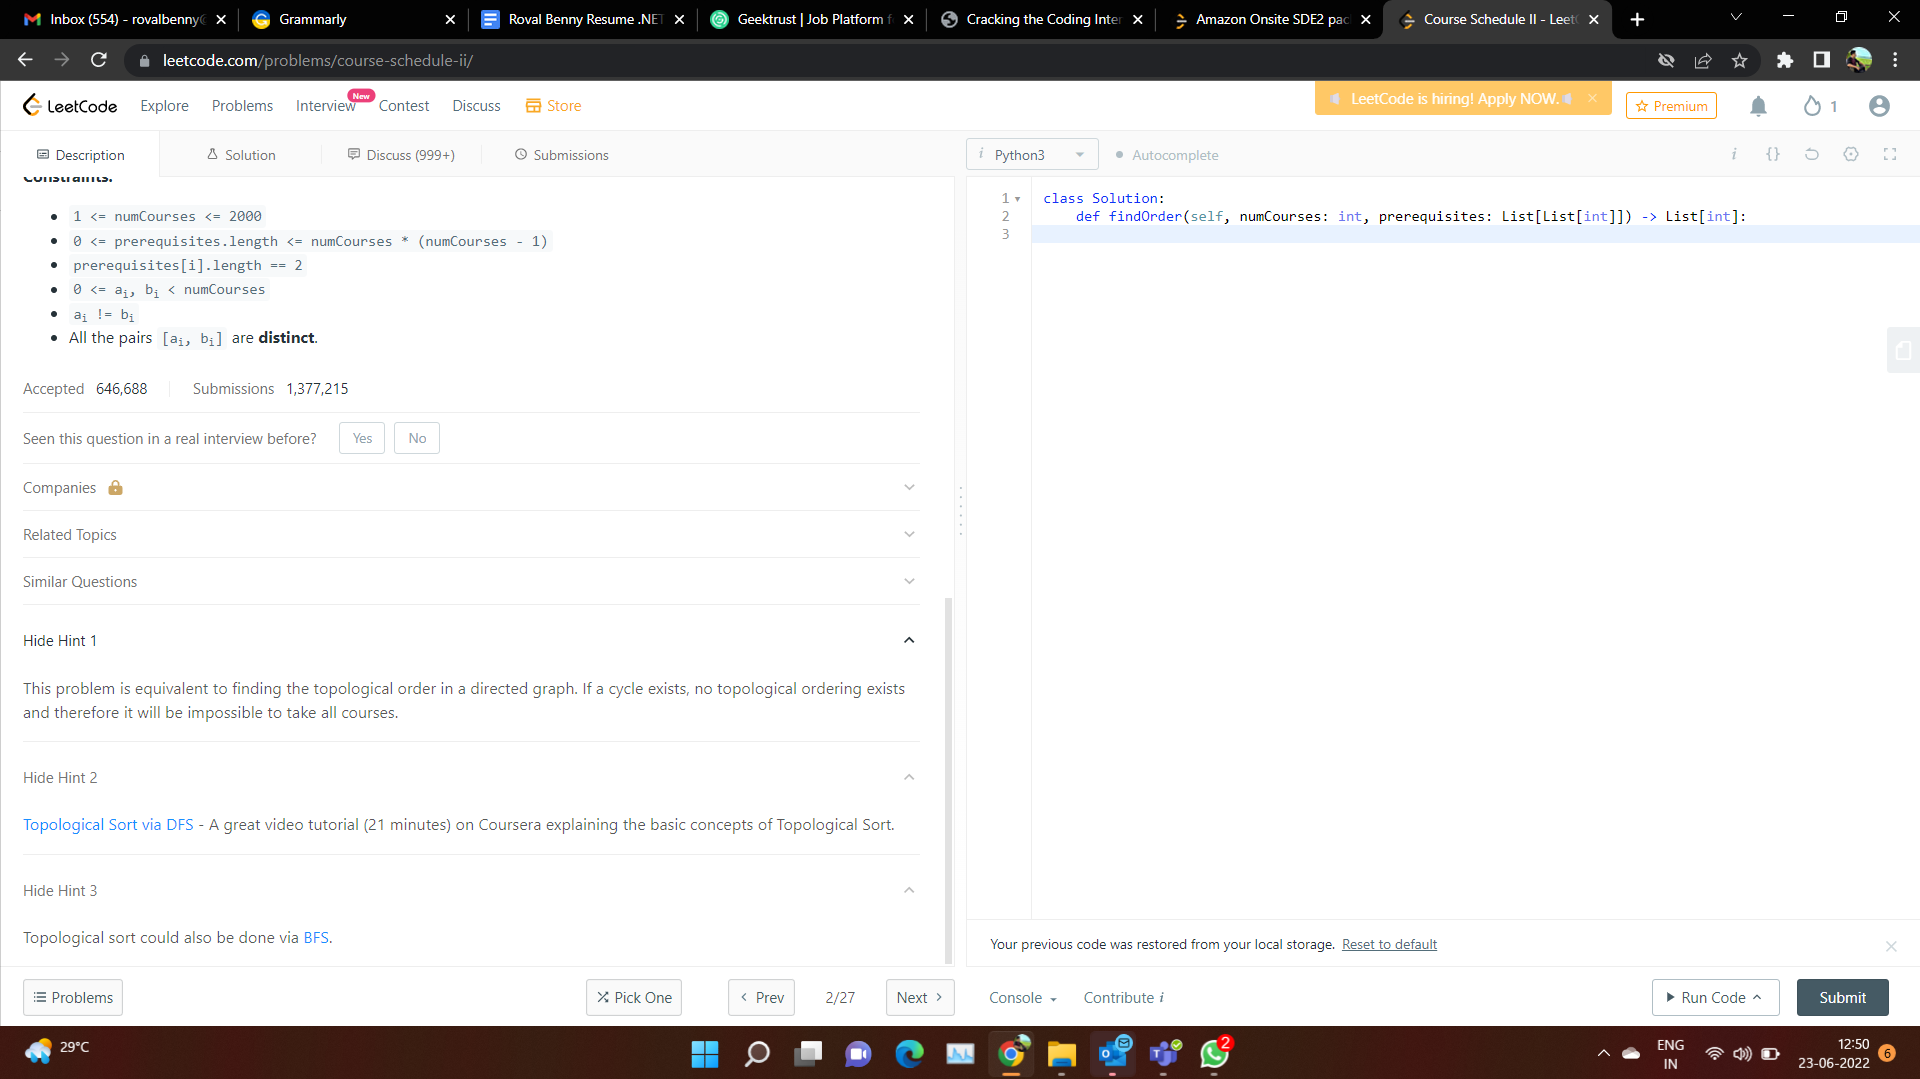 Inbox (554) - rovalbenny@
Grammarly
Roval Benny Resume .NET
Geektrust | Job Platform f
Cracking the Coding Inter
Amazon Onsite SDE2 pac
Course Schedule II - Leet
leetcode.com/problems/course-schedule-ii/
LeetCode
Explore
Problems
Interview
New
Contest
Discuss
Store
LeetCode is hiring! Apply NOW.
Premium
1
Description
Solution
Discuss (999+)
Submissions
Python3
Autocomplete
Constraints:
1 <= numCourses <= 2000
0 <= prerequisites.length <= numCourses * (numCourses - 1)
prerequisites[i].length == 2
0 <= ai, bi < numCourses
ai != bi
All the pairs [ai, bi] are distinct.
Accepted 646,688 Submissions 1,377,215
Seen this question in a real interview before? Yes No
Companies
Related Topics
Similar Questions
Hide Hint 1
This problem is equivalent to finding the topological order in a directed graph. If a cycle exists, no topological ordering exists
and therefore it will be impossible to take all courses.
Hide Hint 2
Topological Sort via DFS - A great video tutorial (21 minutes) on Coursera explaining the basic concepts of Topological Sort.
Hide Hint 3
Topological sort could also be done via BFS.
1 class Solution:
2 def findOrder(self, numCourses: int, prerequisites: List[List[int]]) -> List[int]:
3
Your previous code was restored from your local storage. Reset to default
Problems
Pick One
Prev
2/27
Next
Console
Contribute i
Run Code
Submit
29°C
2
ENG
IN
12:50
23-06-2022
6